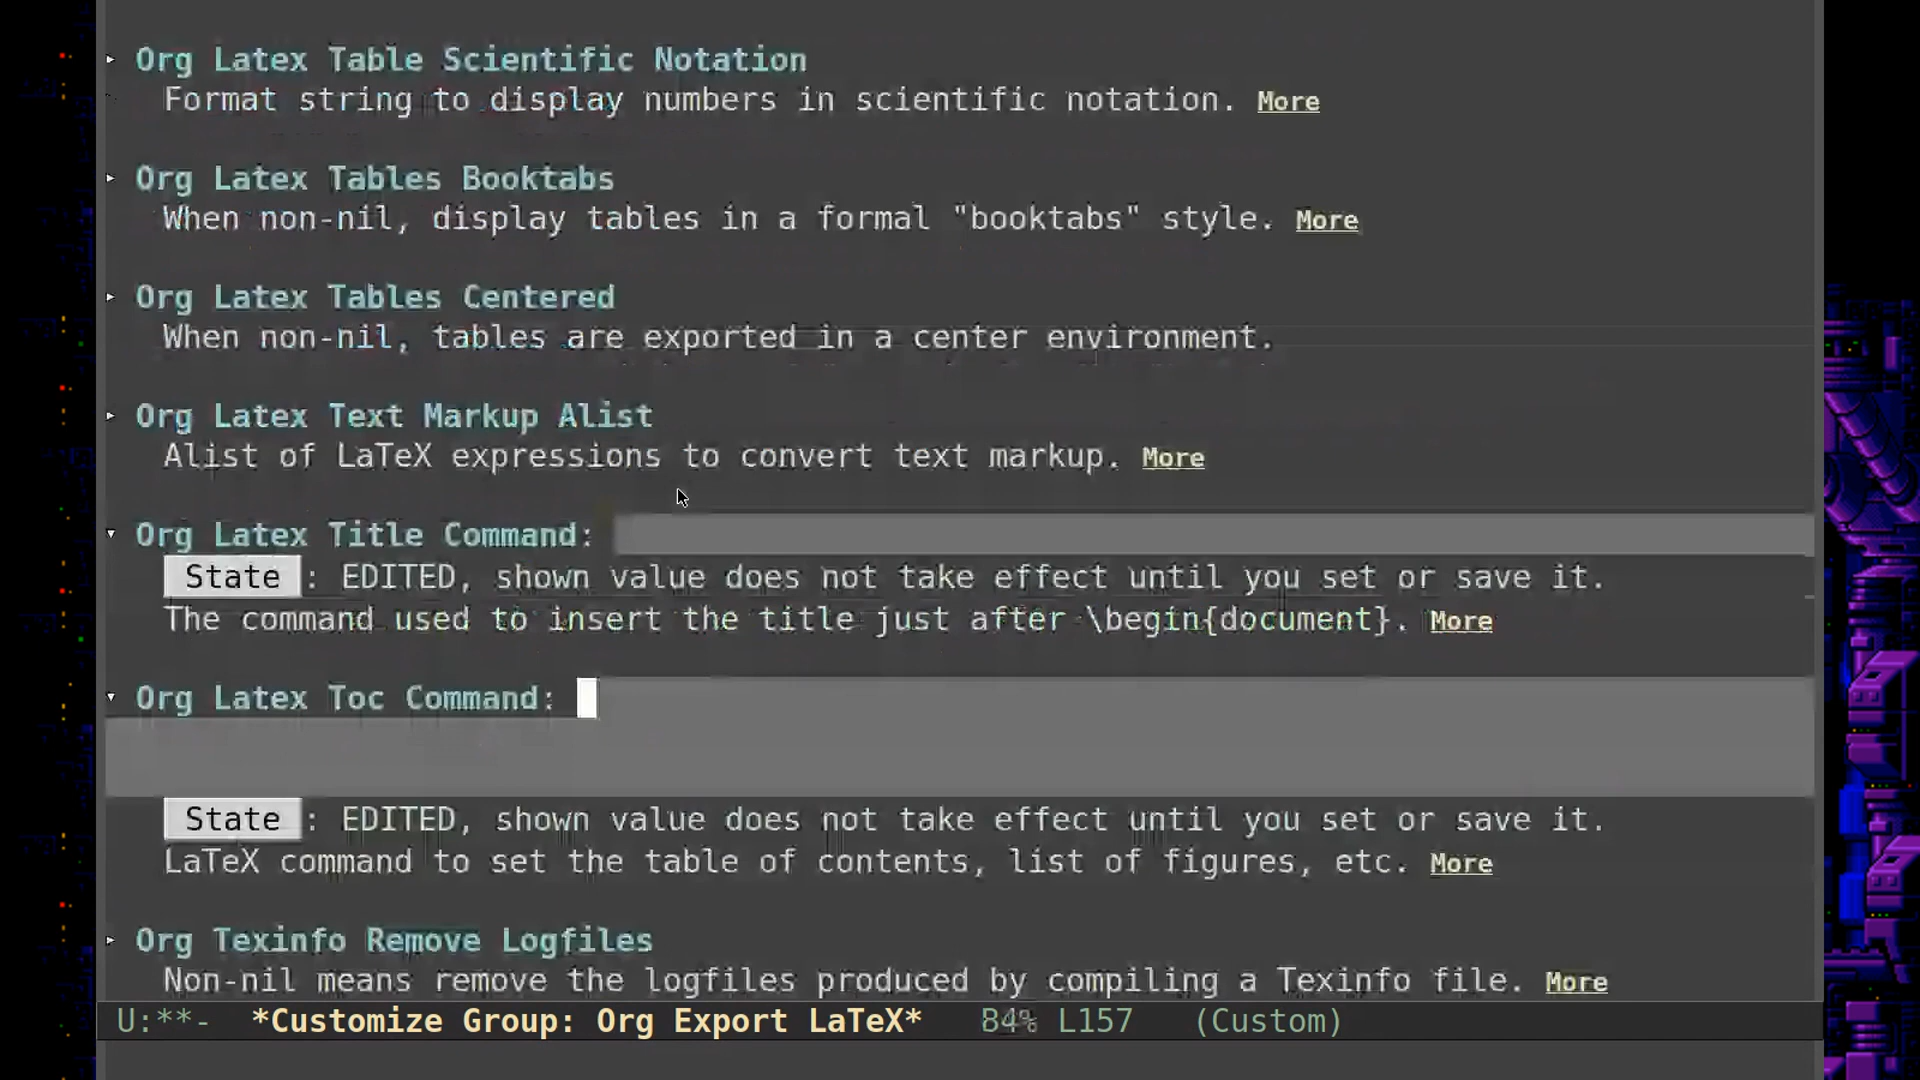 ▸ Org Latex Table Scientific Notation
Format string to display numbers in scientific notation. More
▸ Org Latex Tables Booktabs
When non-nil, display tables in a formal "booktabs" style. More
▸ Org Latex Tables Centered
When non-nil, tables are exported in a center environment.
▸ Org Latex Text Markup Alist
Alist of LaTeX expressions to convert text markup. More
▾ Org Latex Title Command:
State : EDITED, shown value does not take effect until you set or save it.
The command used to insert the title just after \begin{document}. More
▾ Org Latex Toc Command:
State : EDITED, shown value does not take effect until you set or save it.
LaTeX command to set the table of contents, list of figures, etc. More
▸ Org Texinfo Remove Logfiles
Non-nil means remove the logfiles produced by compiling a Texinfo file. More
U:**- *Customize Group: Org Export LaTeX* 84% L157 (Custom)